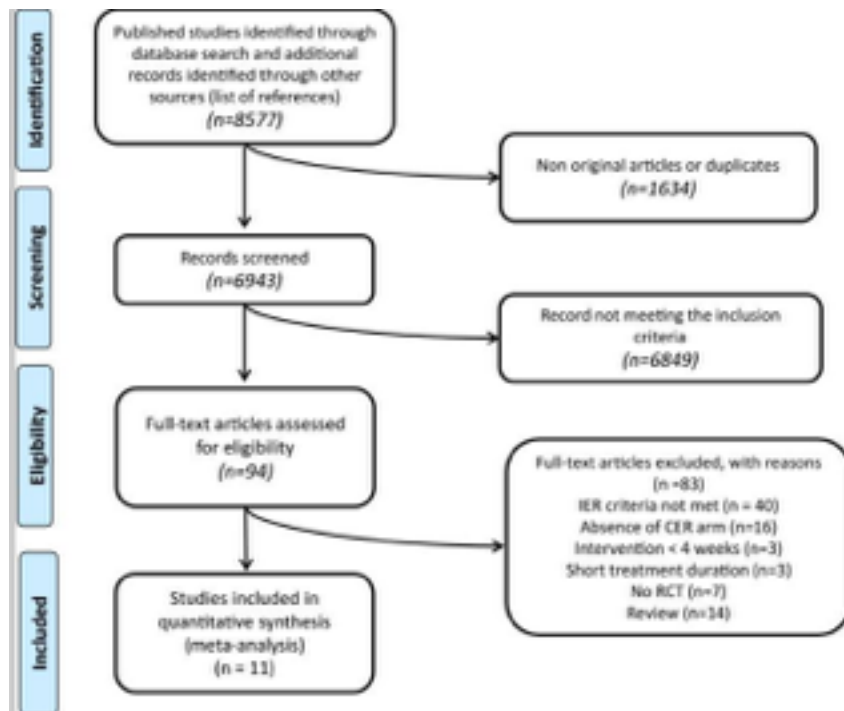 Identification
Published studies identified through
database search and additional
records identified through other
sources (list of references)
(n=8577)
Non original articles or duplicates
(n=1634)
Screening
Records screened
(n=6943)
Record not meeting the inclusion
criteria
(n=6849)
Eligibility
Full-text articles assessed
for eligibility
(n=94)
Full-text articles excluded, with reasons
(n =83)
IER criteria not met (n = 40)
Absence of CER arm (n=16)
Intervention < 4 weeks (n=3)
Short treatment duration (n=3)
No RCT (n=7)
Review (n=14)
Included
Studies included in
quantitative synthesis
(meta-analysis)
(n = 11)